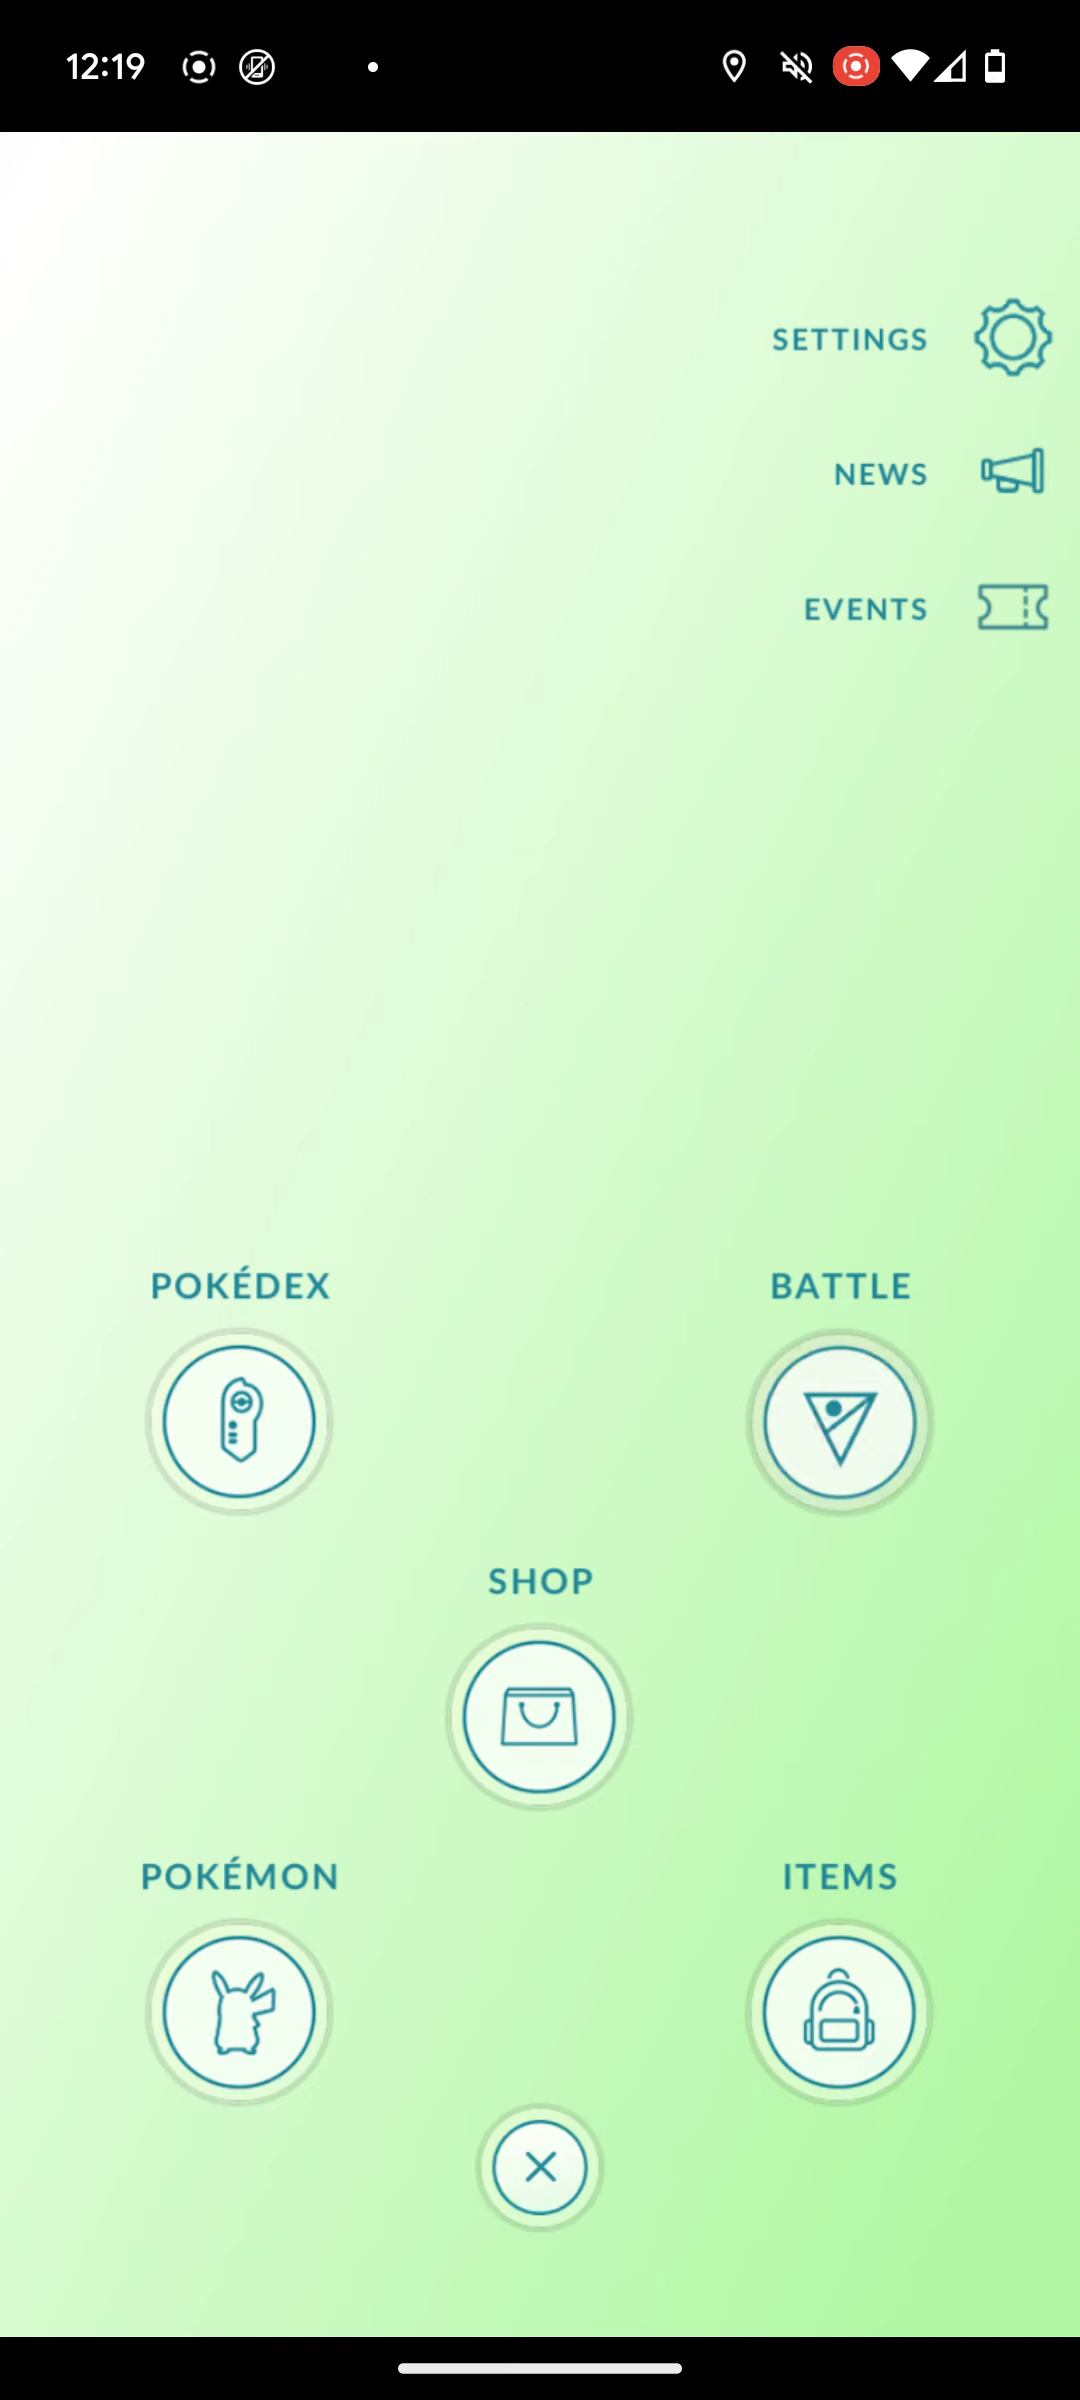 12:19
SETTINGS
NEWS
EVENTS
POKÉDEX
BATTLE
SHOP
POKÉMON
ITEMS